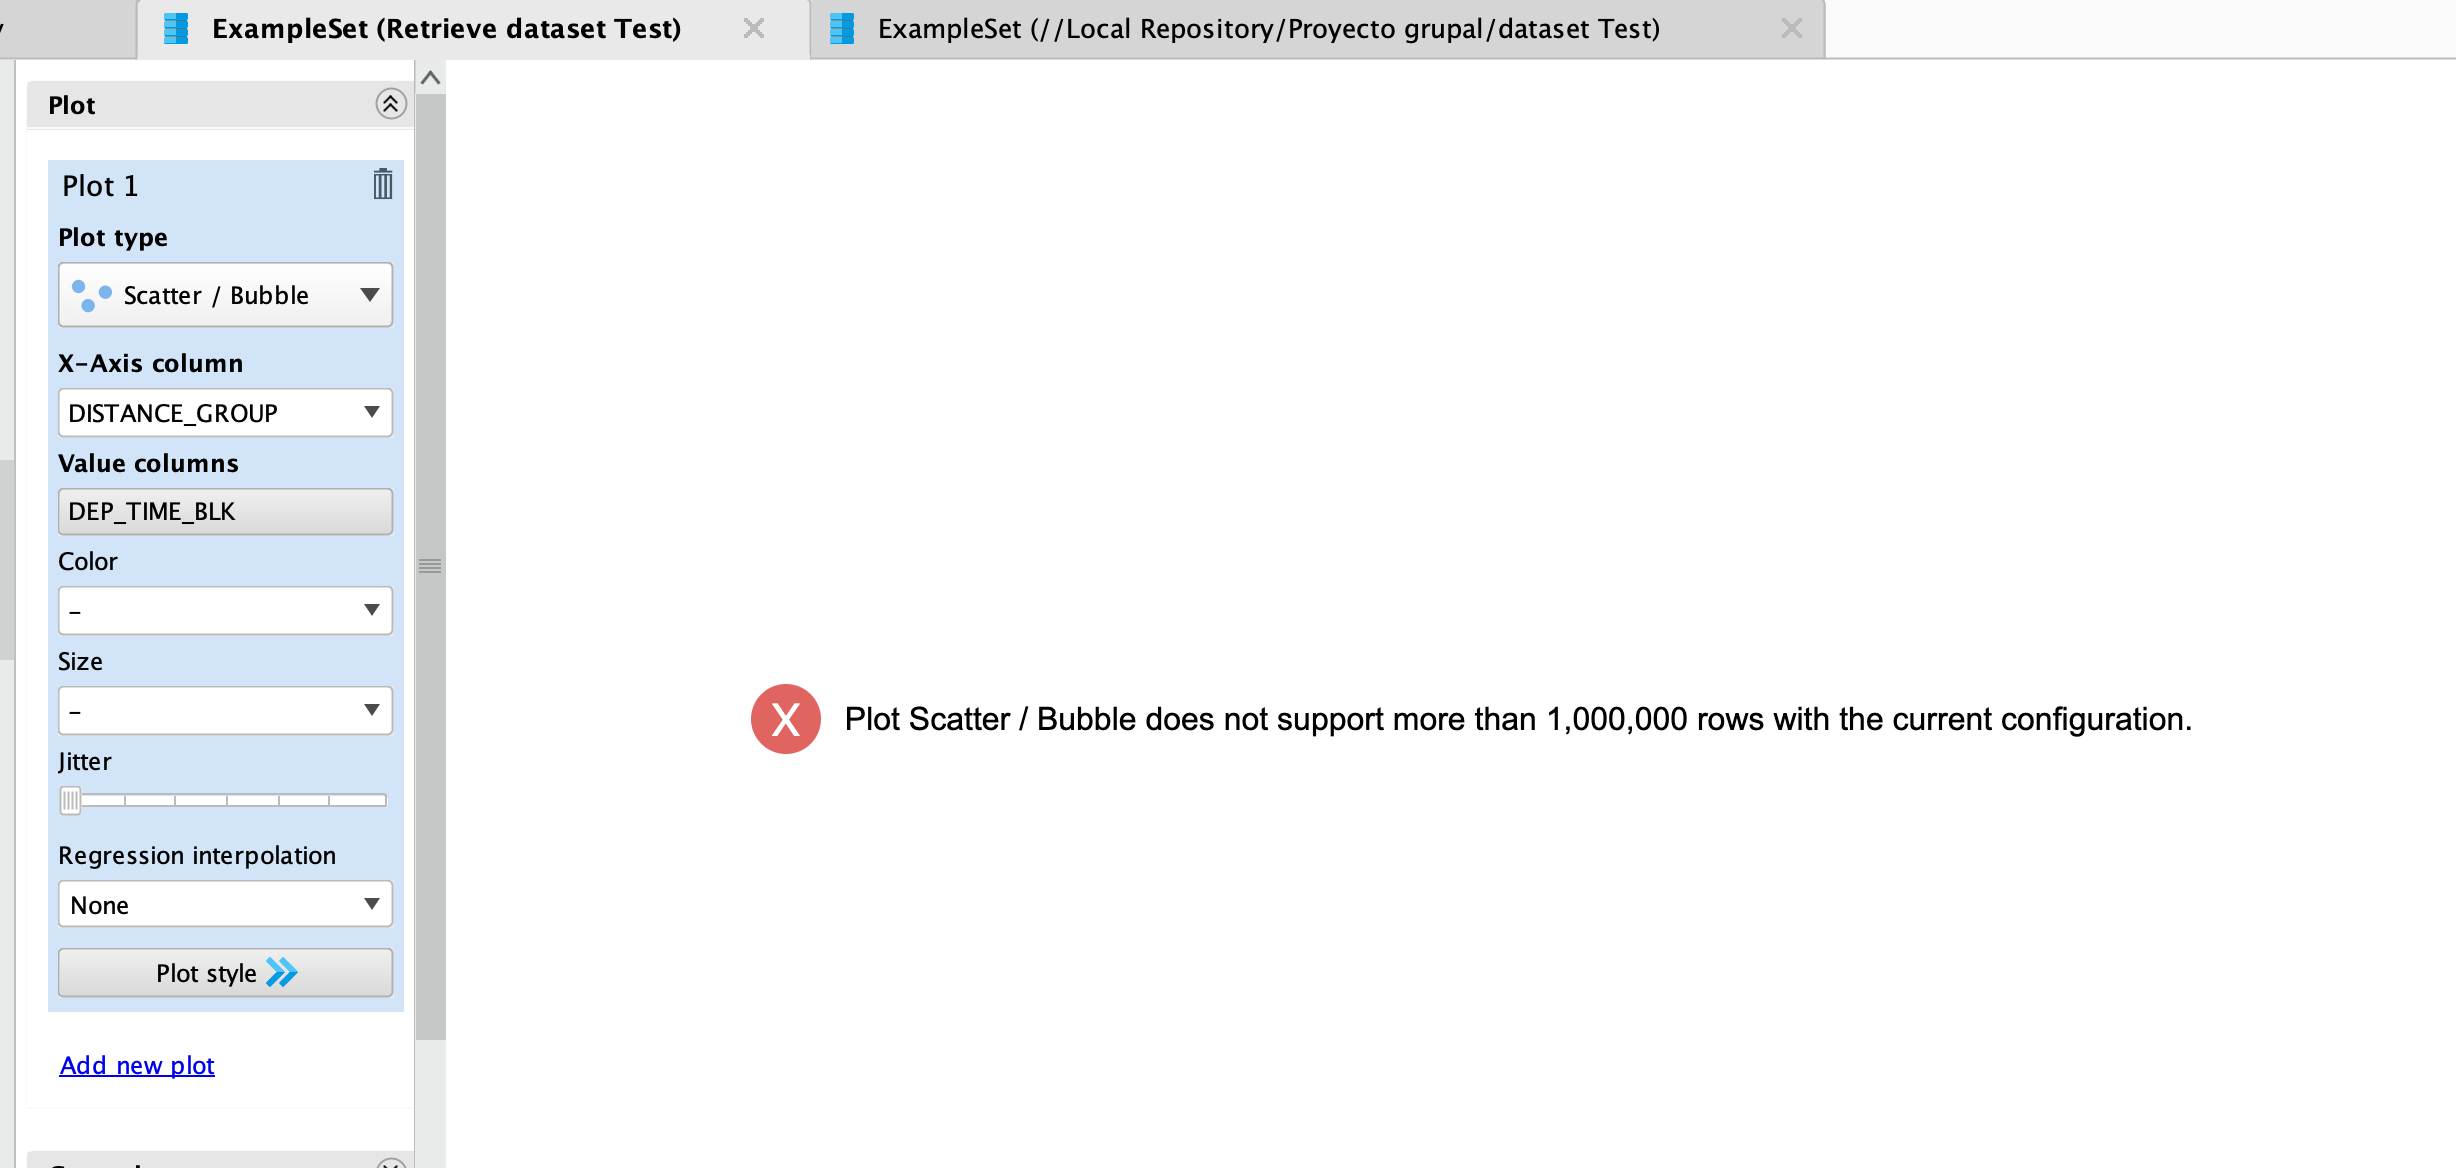 ExampleSet (Retrieve dataset Test)
ExampleSet (//Local Repository/Proyecto grupal/dataset Test)
Plot
Plot 1
Plot type
Scatter / Bubble
X-Axis column
DISTANCE_GROUP
Value columns
DEP_TIME_BLK
Color
-
Size
-
Jitter
Regression interpolation
None
Plot style
Add new plot
X Plot Scatter / Bubble does not support more than 1,000,000 rows with the current configuration.